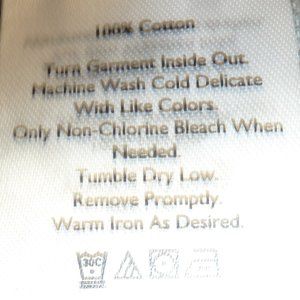 100% Cotton
Turn Garment Inside Out.
Machine Wash Cold Delicate
With Like Colors.
Only Non-Chlorine Bleach When
Needed.
Tumble Dry Low.
Remove Promptly.
Warm Iron As Desired.
30C